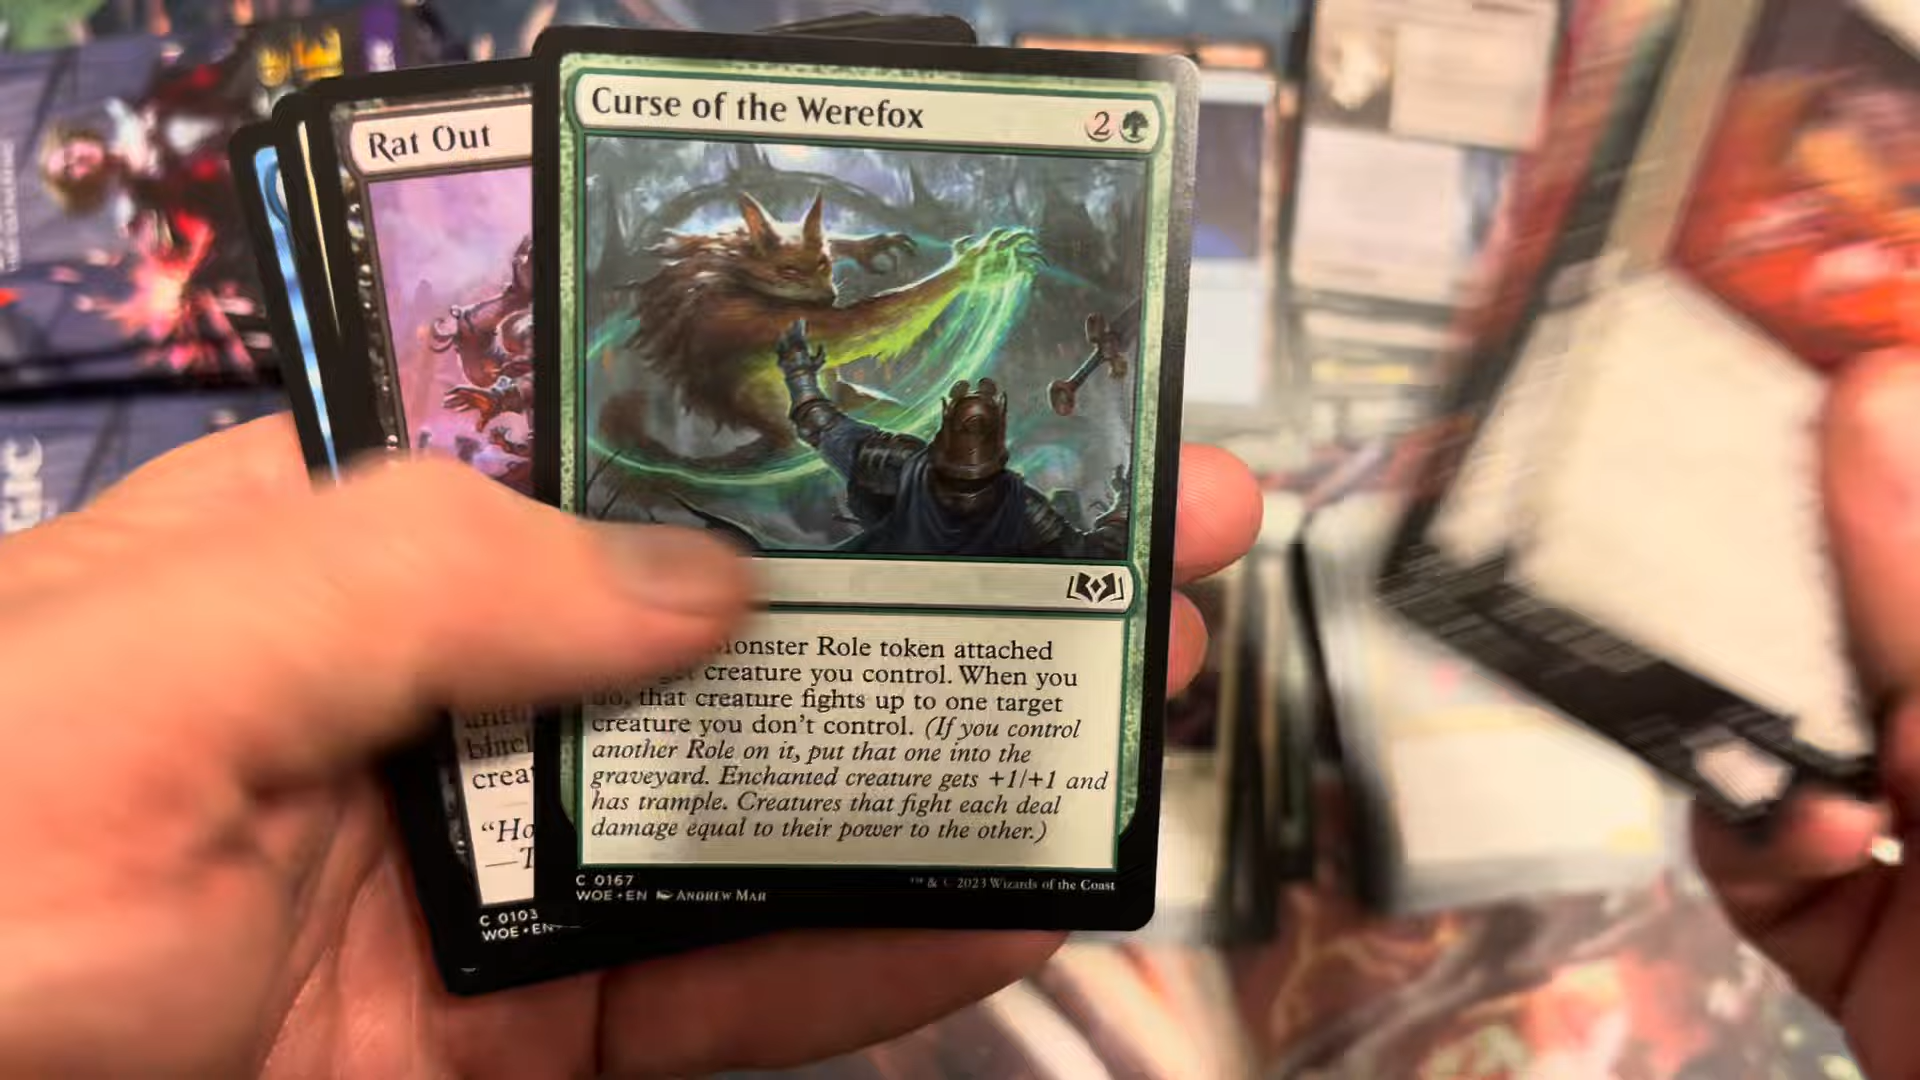 Rat Out
Curse of the Werefox
2
Monster Role token attached
creature you control. When you
do, that creature fights up to one target
creature you don't control. (If you control
another Role on it, put that one into the
graveyard. Enchanted creature gets +1/+1 and
has trample. Creatures that fight each deal
damage equal to their power to the other.)
C 0167
WOE • EN ANDREW MAR
™ & © 2023 Wizards of the Coast
"Ho
—T
C 0103
WOE • EN